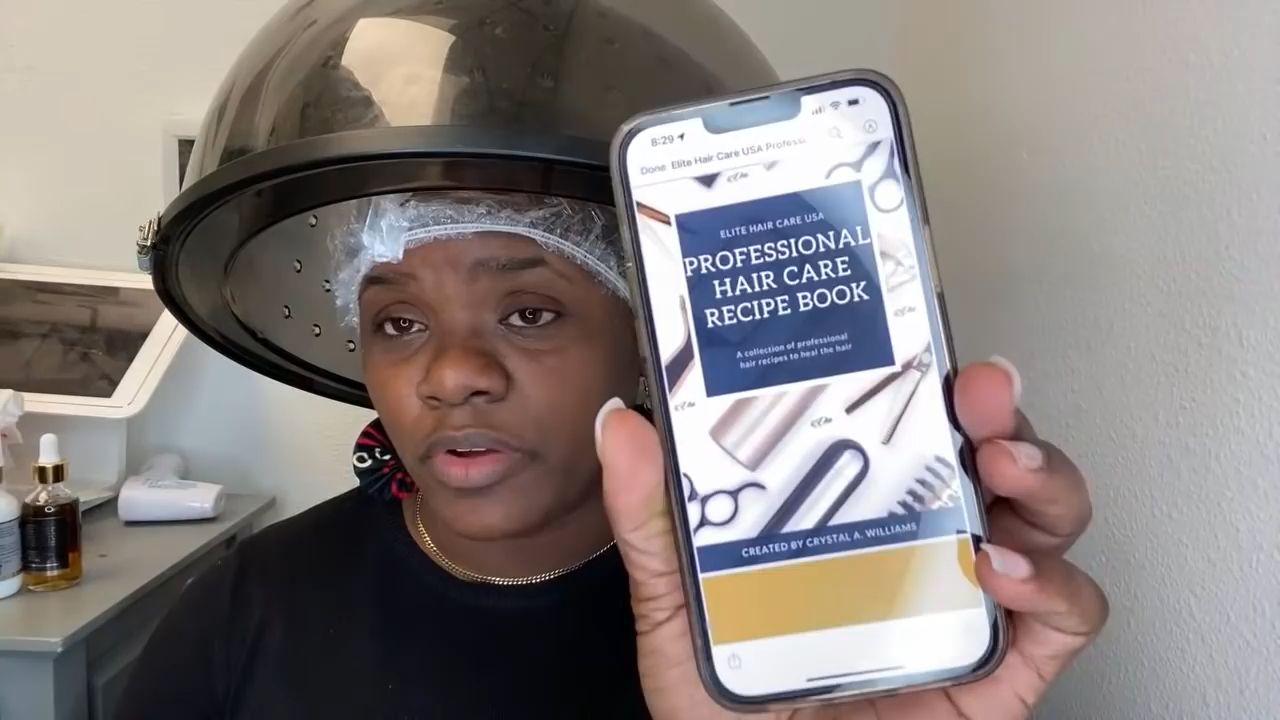 8:29
Done Elite Hair Care USA Professi
ELITE HAIR CARE USA
PROFESSIONAL
HAIR CARE
RECIPE BOOK
A collection of professional
hair recipes to heal the hair
CREATED BY CRYSTAL A. WILLIAMS